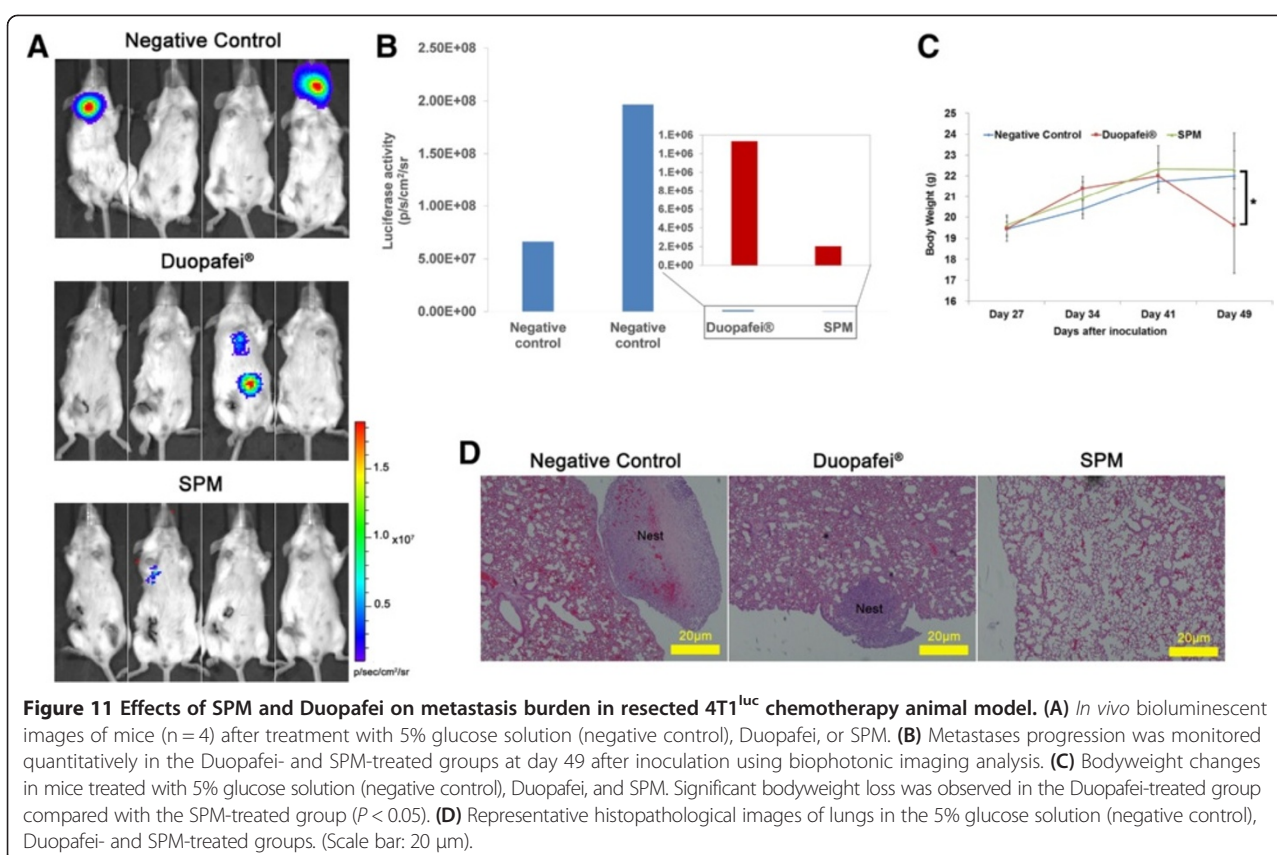 A
Negative Control
Duopafei®
SPM
1.5
1.0
x10⁷
0.5
p/sec/cm²/sr
B
2.50E+08
2.00E+08
1.50E+08
1.00E+08
5.00E+07
0.00E+00
Luciferase activity
(p/s/cm²/sr)
1.E+06
1.E+06
8.E+05
6.E+05
4.E+05
2.E+05
0.E+00
Negative
control
Negative
control
Duopafei®
SPM
C
25
24
23
22
21
20
19
18
17
16
Body Weight (g)
Negative Control
Duopafei®
SPM
*
Day 27
Day 34
Day 41
Day 49
Days after inoculation
D
Negative Control
Duopafei®
SPM
Nest
20µm
*
Nest
20µm
20µm
Figure 11 Effects of SPM and Duopafei on metastasis burden in resected 4T1ˡᵘᶜ chemotherapy animal model. (A) In vivo bioluminescent
images of mice (n = 4) after treatment with 5% glucose solution (negative control), Duopafei, or SPM. (B) Metastases progression was monitored
quantitatively in the Duopafei- and SPM-treated groups at day 49 after inoculation using biophotonic imaging analysis. (C) Bodyweight changes
in mice treated with 5% glucose solution (negative control), Duopafei, and SPM. Significant bodyweight loss was observed in the Duopafei-treated group
compared with the SPM-treated group (P < 0.05). (D) Representative histopathological images of lungs in the 5% glucose solution (negative control),
Duopafei- and SPM-treated groups. (Scale bar: 20 µm).